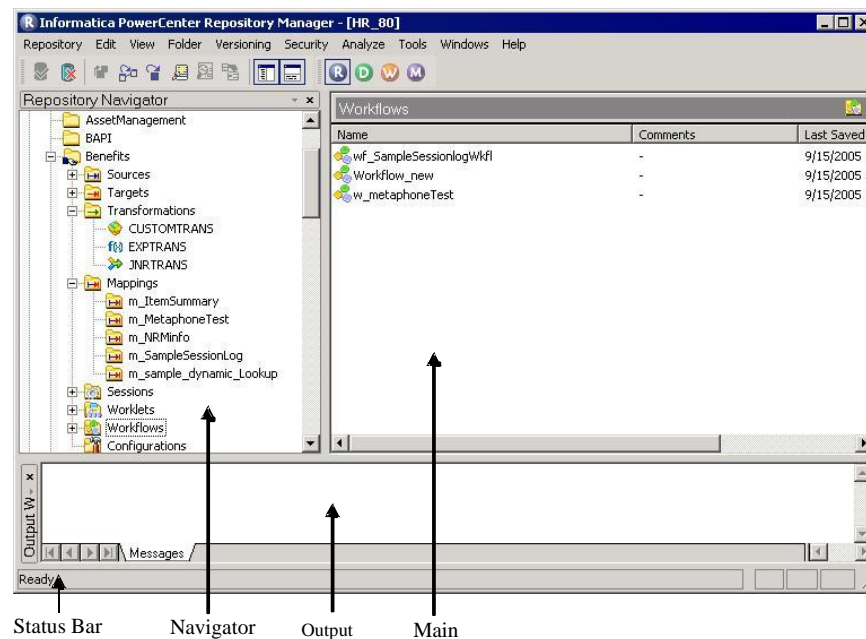 Informatica PowerCenter Repository Manager - [HR_80]
Repository Edit View Folder Versioning Security Analyze Tools Windows Help
R D W M
Repository Navigator
AssetManagement
BAPI
Benefits
Sources
Targets
Transformations
CUSTOMTRANS
f(x) EXPTRANS
JNRTRANS
Mappings
m_ItemSummary
m_MetaphoneTest
m_NRMinfo
m_SampleSessionLog
m_sample_dynamic_Lookup
Sessions
Worklets
Workflows
Configurations
Workflows
Name Comments Last Saved
wf_SampleSessionlogWkfl - 9/15/2005
Workflow_new - 9/15/2005
w_metaphoneTest - 9/15/2005
Output W
Messages
Ready
Status Bar Navigator Output Main